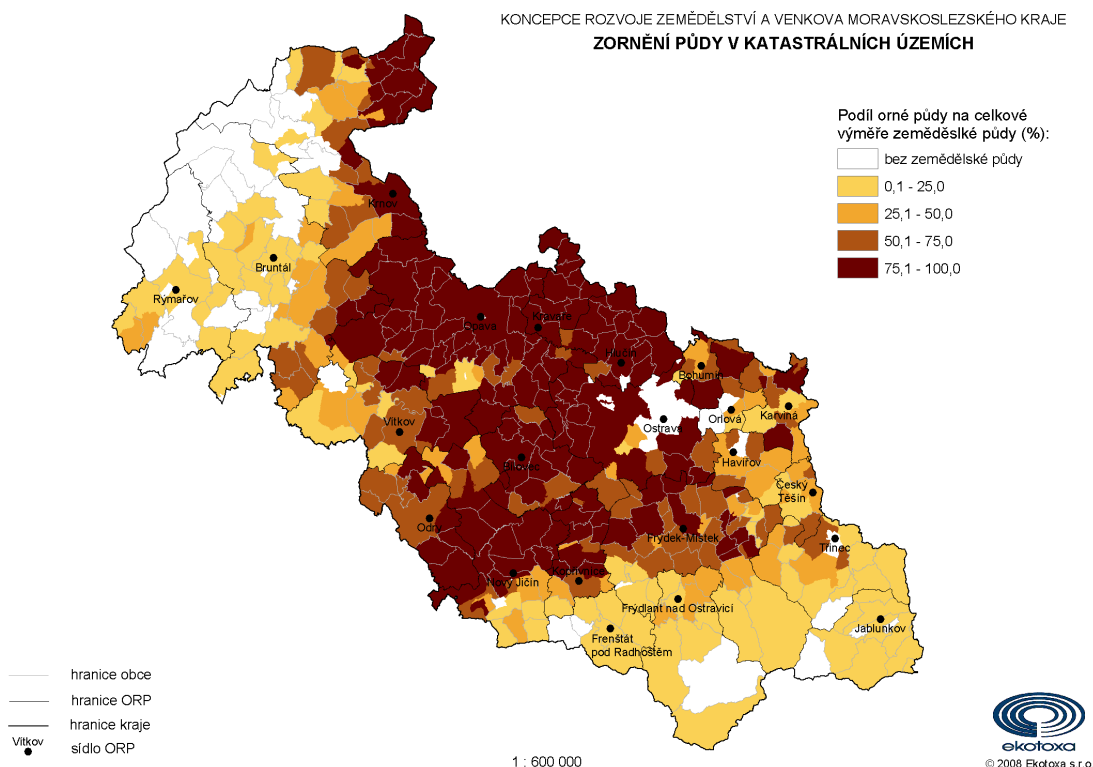 KONCEPCE ROZVOJE ZEMĚDĚLSTVÍ A VENKOVA MORAVSKOSLEZSKÉHO KRAJE
ZORNĚNÍ PŮDY V KATASTRÁLNÍCH ÚZEMÍCH
Podíl orné půdy na celkové
výměře zeměděslké půdy (%):
bez zemědělské půdy
0,1 - 25,0
25,1 - 50,0
50,1 - 75,0
75,1 - 100,0
Krnov
Bruntál
Rýmařov
Opava
Kravaře
Hlučín
Bohumín
Ostrava
Orlová
Karviná
Vítkov
Bílovec
Havířov
Český
Těšín
Odry
Frýdek-Místek
Třinec
Nový Jičín
Kopřivnice
Frýdlant nad Ostravicí
Frenštát
pod Radhoštěm
Jablunkov
hranice obce
hranice ORP
hranice kraje
Vítkov
sídlo ORP
1 : 600 000
ekotoxa
© 2008 Ekotoxa s.r.o.